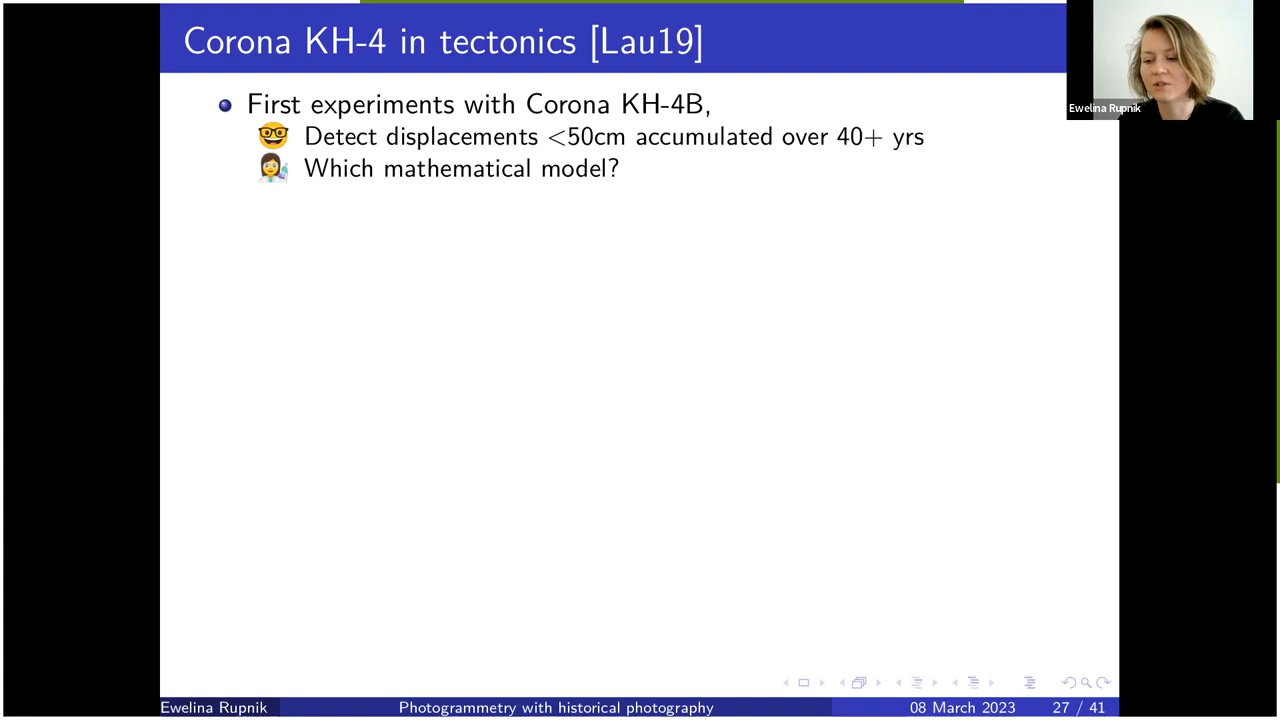 Corona KH-4 in tectonics [Lau19]
Ewelina Rupnik
First experiments with Corona KH-4B,
Detect displacements <50cm accumulated over 40+ yrs
Which mathematical model?
Ewelina Rupnik Photogrammetry with historical photography 08 March 2023 27 / 41